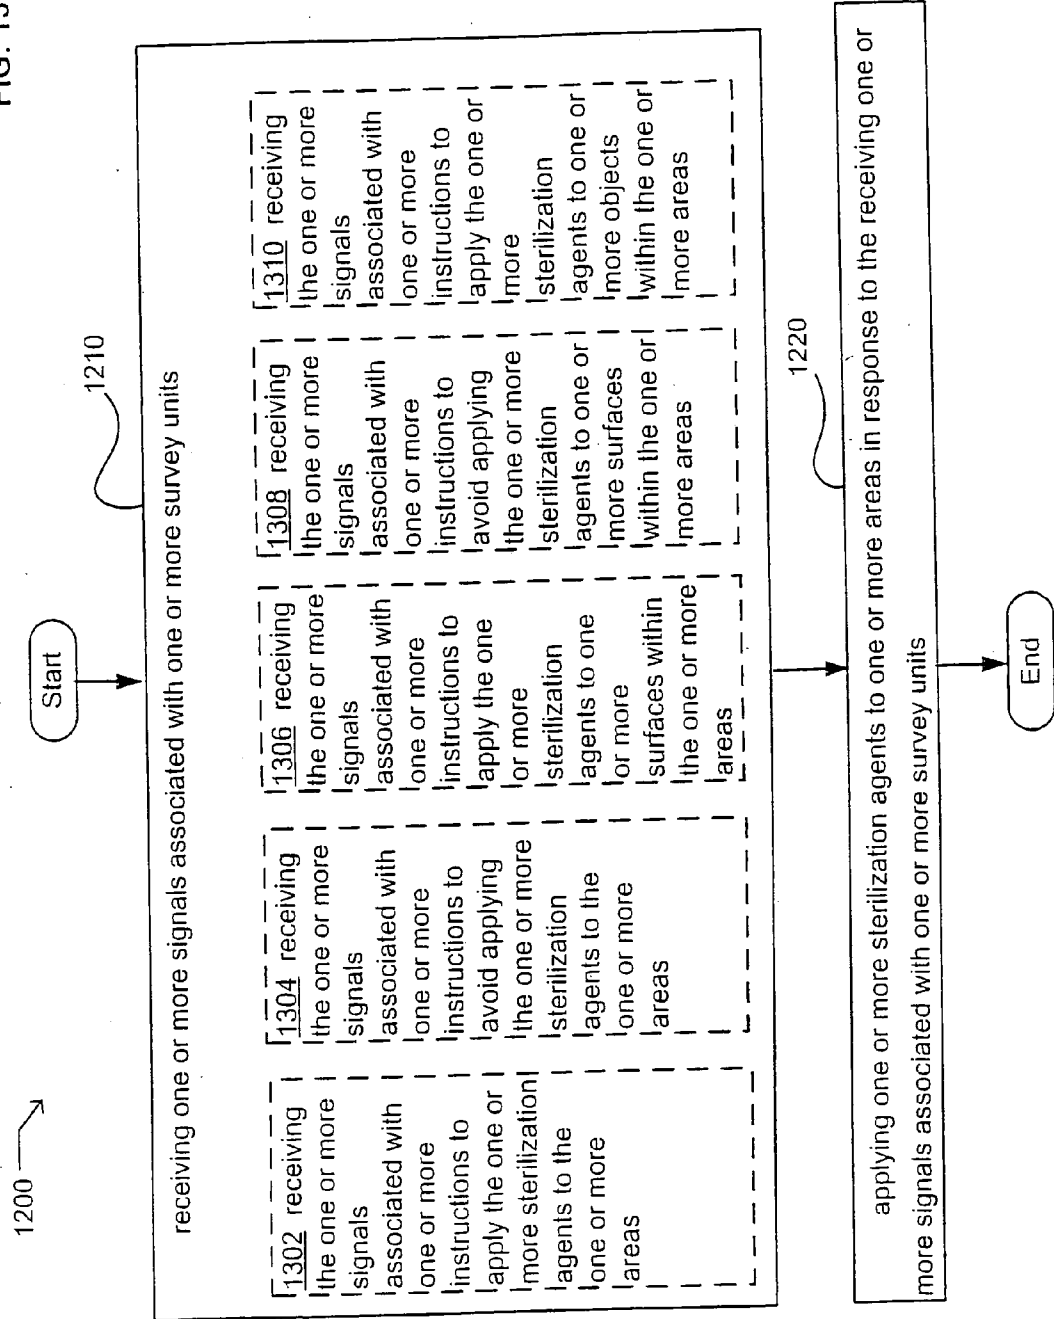 FIG. 13
1200
Start
1210
receiving one or more signals associated with one or more survey units
1302 receiving
the one or more
signals
associated with
one or more
instructions to
apply the one or
more sterilization
agents to the
one or more
areas
1304 receiving
the one or more
signals
associated with
one or more
instructions to
avoid applying
the one or more
sterilization
agents to the
one or more
areas
1306 receiving
the one or more
signals
associated with
one or more
instructions to
apply the one
or more
sterilization
agents to one
or more
surfaces within
the one or more
areas
1308 receiving
the one or more
signals
associated with
one or more
instructions to
avoid applying
the one or more
sterilization
agents to one or
more surfaces
within the one or
more areas
1310 receiving
the one or more
signals
associated with
one or more
instructions to
apply the one or
more
sterilization
agents to one or
more objects
within the one or
more areas
1220
applying one or more sterilization agents to one or more areas in response to the receiving one or
more signals associated with one or more survey units
End